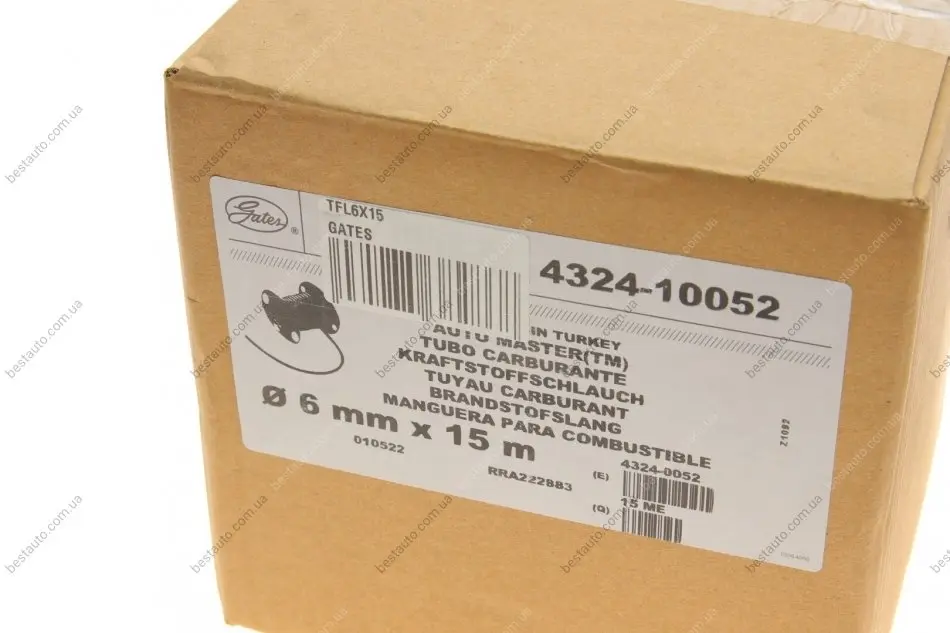 Gates ®
TFL6X15
GATES
4324-10052
IN TURKEY
AUTO MASTER(TM)
TUBO CARBURANTE
KRAFTSTOFFSCHLAUCH
TUYAU CARBURANT
BRANDSTOFSLANG
MANGUERA PARA COMBUSTIBLE
Ø 6 mm x 15 m
010522
RRA222883
(E) 4324-0052
(Q) 15 ME
Z1092
bestauto.com.ua